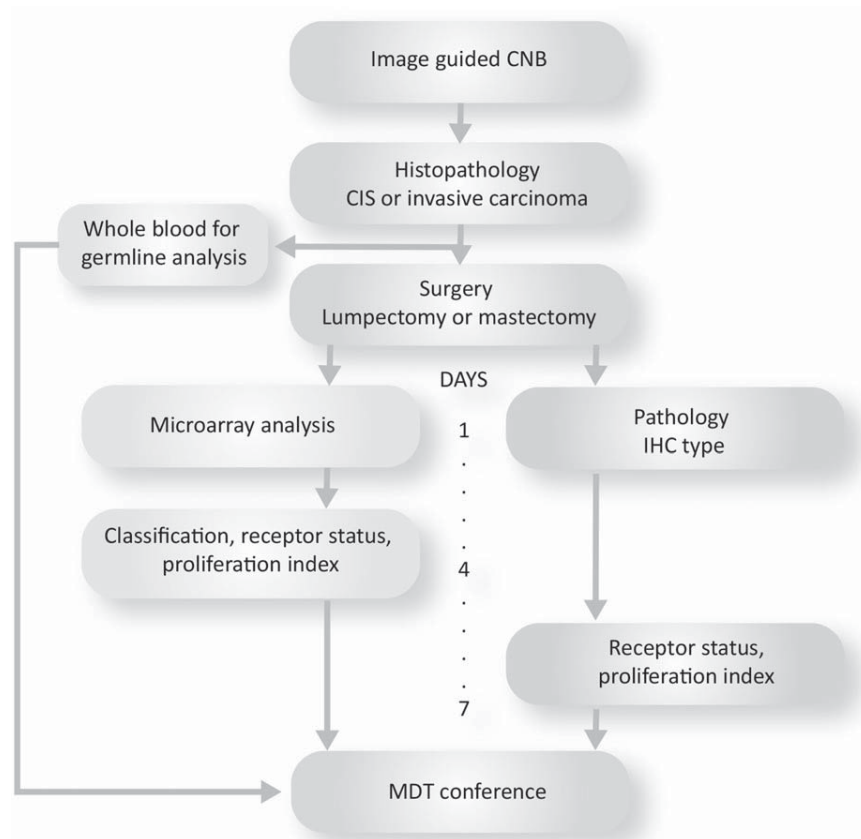 Image guided CNB
Histopathology
CIS or invasive carcinoma
Whole blood for
germline analysis
Surgery
Lumpectomy or mastectomy
DAYS
Microarray analysis
1
Pathology
IHC type
.
.
.
.
Classification, receptor status,
proliferation index
4
.
.
.
.
Receptor status,
proliferation index
7
MDT conference